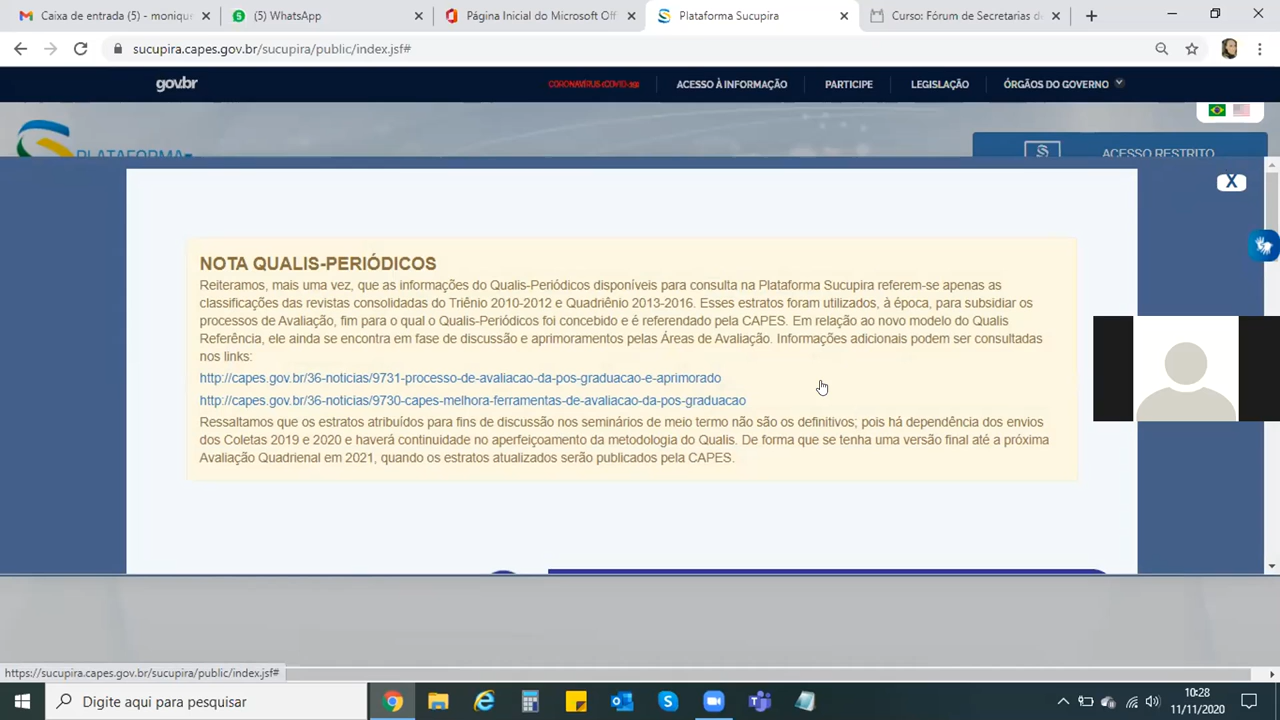 Caixa de entrada (5) - moniqu
(5) WhatsApp
Página Inicial do Microsoft Off
Plataforma Sucupira
Curso: Fórum de Secretarias de
sucupira.capes.gov.br/sucupira/public/index.jsf#
gov.br
CORONAVÍRUS (COVID-19)
ACESSO À INFORMAÇÃO
PARTICIPE
LEGISLAÇÃO
ÓRGÃOS DO GOVERNO
PLATAFORMA
ACESSO RESTRITO
X
NOTA QUALIS-PERIÓDICOS
Reiteramos, mais uma vez, que as informações do Qualis-Periódicos disponíveis para consulta na Plataforma Sucupira referem-se apenas as
classificações das revistas consolidadas do Triênio 2010-2012 e Quadriênio 2013-2016. Esses estratos foram utilizados, à época, para subsidiar os
processos de Avaliação, fim para o qual o Qualis-Periódicos foi concebido e é referendado pela CAPES. Em relação ao novo modelo do Qualis
Referência, ele ainda se encontra em fase de discussão e aprimoramentos pelas Áreas de Avaliação. Informações adicionais podem ser consultadas
nos links:
http://capes.gov.br/36-noticias/9731-processo-de-avaliacao-da-pos-graduacao-e-aprimorado
http://capes.gov.br/36-noticias/9730-capes-melhora-ferramentas-de-avaliacao-da-pos-graduacao
Ressaltamos que os estratos atribuídos para fins de discussão nos seminários de meio termo não são os definitivos; pois há dependência dos envios
dos Coletas 2019 e 2020 e haverá continuidade no aperfeiçoamento da metodologia do Qualis. De forma que se tenha uma versão final até a próxima
Avaliação Quadrienal em 2021, quando os estratos atualizados serão publicados pela CAPES.
https://sucupira.capes.gov.br/sucupira/public/index.jsf#
Digite aqui para pesquisar
10:28
11/11/2020